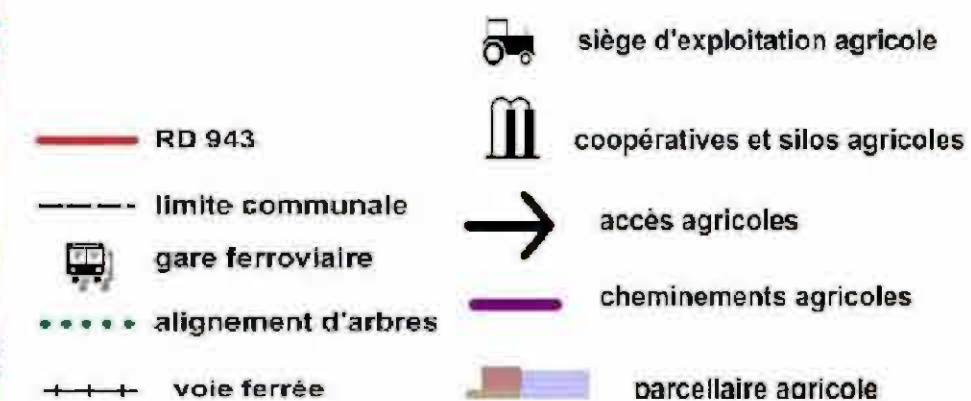 RD 943
limite communale
gare ferroviaire
alignement d'arbres
voie ferrée
siège d'exploitation agricole
coopératives et silos agricoles
accès agricoles
cheminements agricoles
parcellaire agricole